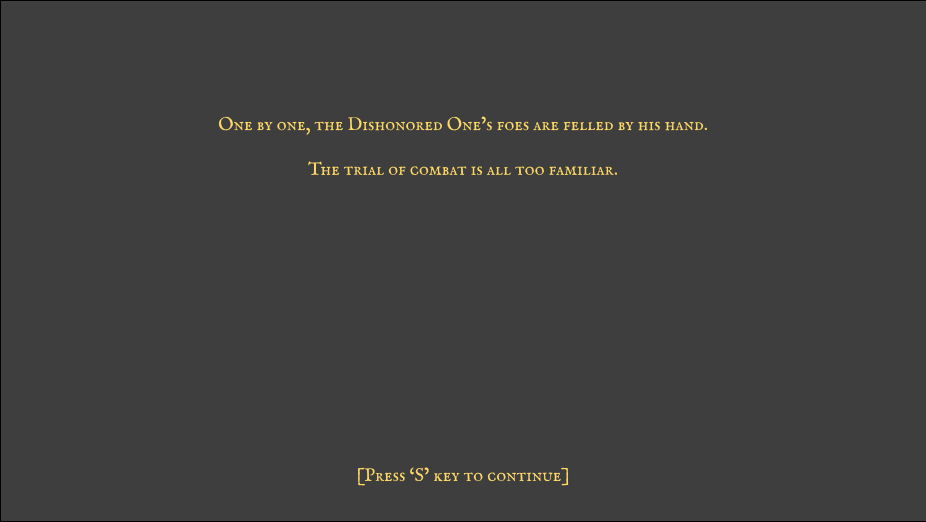 One by one, the Dishonored One’s foes are felled by his hand.
The trial of combat is all too familiar.
[Press ‘S’ key to continue]